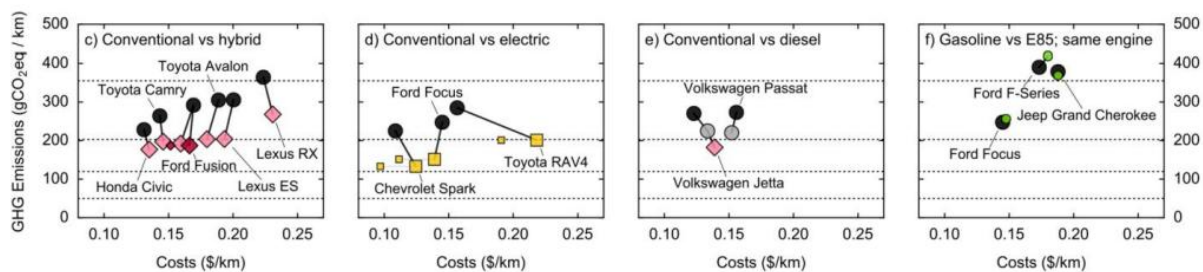 GHG Emissions (gCO₂eq / km)
500
400
300
200
100
0
c) Conventional vs hybrid
Toyota Avalon
Toyota Camry
Lexus RX
Ford Fusion
Honda Civic
Lexus ES
0.10 0.15 0.20 0.25
Costs ($/km)
d) Conventional vs electric
Ford Focus
Toyota RAV4
Chevrolet Spark
0.10 0.15 0.20 0.25
Costs ($/km)
e) Conventional vs diesel
Volkswagen Passat
Volkswagen Jetta
0.10 0.15 0.20 0.25
Costs ($/km)
f) Gasoline vs E85; same engine
Ford F-Series
Jeep Grand Cherokee
Ford Focus
0.10 0.15 0.20 0.25
Costs ($/km)
500
400
300
200
100
0